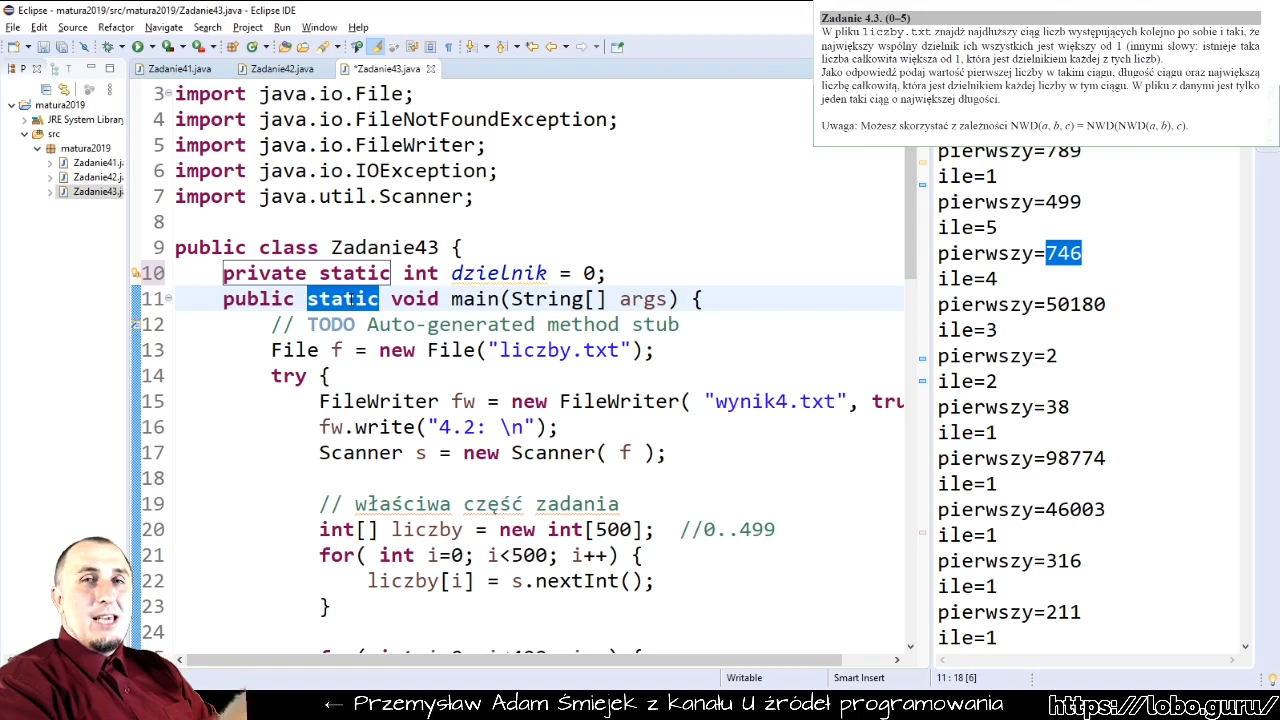 Eclipse - matura2019/src/matura2019/Zadanie43.java - Eclipse IDE
File Edit Source Refactor Navigate Search Project Run Window Help
P
T
matura2019
JRE System Library
src
matura2019
Zadanie41.j
Zadanie42.j
Zadanie43.j
Zadanie41.java
Zadanie42.java
*Zadanie43.java
3 import java.io.File;
4 import java.io.FileNotFoundException;
5 import java.io.FileWriter;
6 import java.io.IOException;
7 import java.util.Scanner;
8
9 public class Zadanie43 {
10 private static int dzielnik = 0;
11 public static void main(String[] args) {
12 // TODO Auto-generated method stub
13 File f = new File("liczby.txt");
14 try {
15 FileWriter fw = new FileWriter( "wynik4.txt", tru
16 fw.write("4.2: \n");
17 Scanner s = new Scanner( f );
18
19 // właściwa część zadania
20 int[] liczby = new int[500]; //0..499
21 for( int i=0; i<500; i++) {
22 liczby[i] = s.nextInt();
23 }
24
Zadanie 4.3. (0–5)
W pliku liczby.txt znajdź najdłuższy ciąg liczb występujących kolejno po sobie i taki, że
największy wspólny dzielnik ich wszystkich jest większy od 1 (innymi słowy: istnieje taka
liczba całkowita większa od 1, która jest dzielnikiem każdej z tych liczb).
Jako odpowiedź podaj wartość pierwszej liczby w takim ciągu, długość ciągu oraz największą
liczbę całkowitą, która jest dzielnikiem każdej liczby w tym ciągu. W pliku z danymi jest tylko
jeden taki ciąg o największej długości.
Uwaga: Możesz skorzystać z zależności NWD(a, b, c) = NWD(NWD(a, b), c).
pierwszy=789
ile=1
pierwszy=499
ile=5
pierwszy=746
ile=4
pierwszy=50180
ile=3
pierwszy=2
ile=2
pierwszy=38
ile=1
pierwszy=98774
ile=1
pierwszy=46003
ile=1
pierwszy=316
ile=1
pierwszy=211
ile=1
Writable
Smart Insert
11 : 18 [6]
← Przemysław Adam Śmiejek z kanału U źródeł programowania
https://lobo.guru/